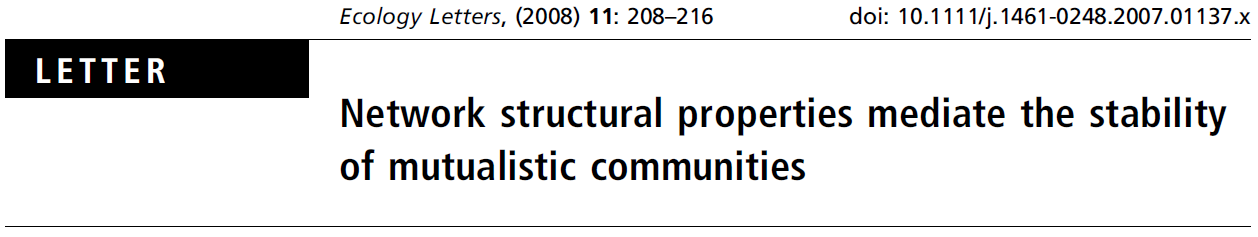 Ecology Letters, (2008) 11: 208–216 doi: 10.1111/j.1461-0248.2007.01137.x
LETTER
Network structural properties mediate the stability
of mutualistic communities